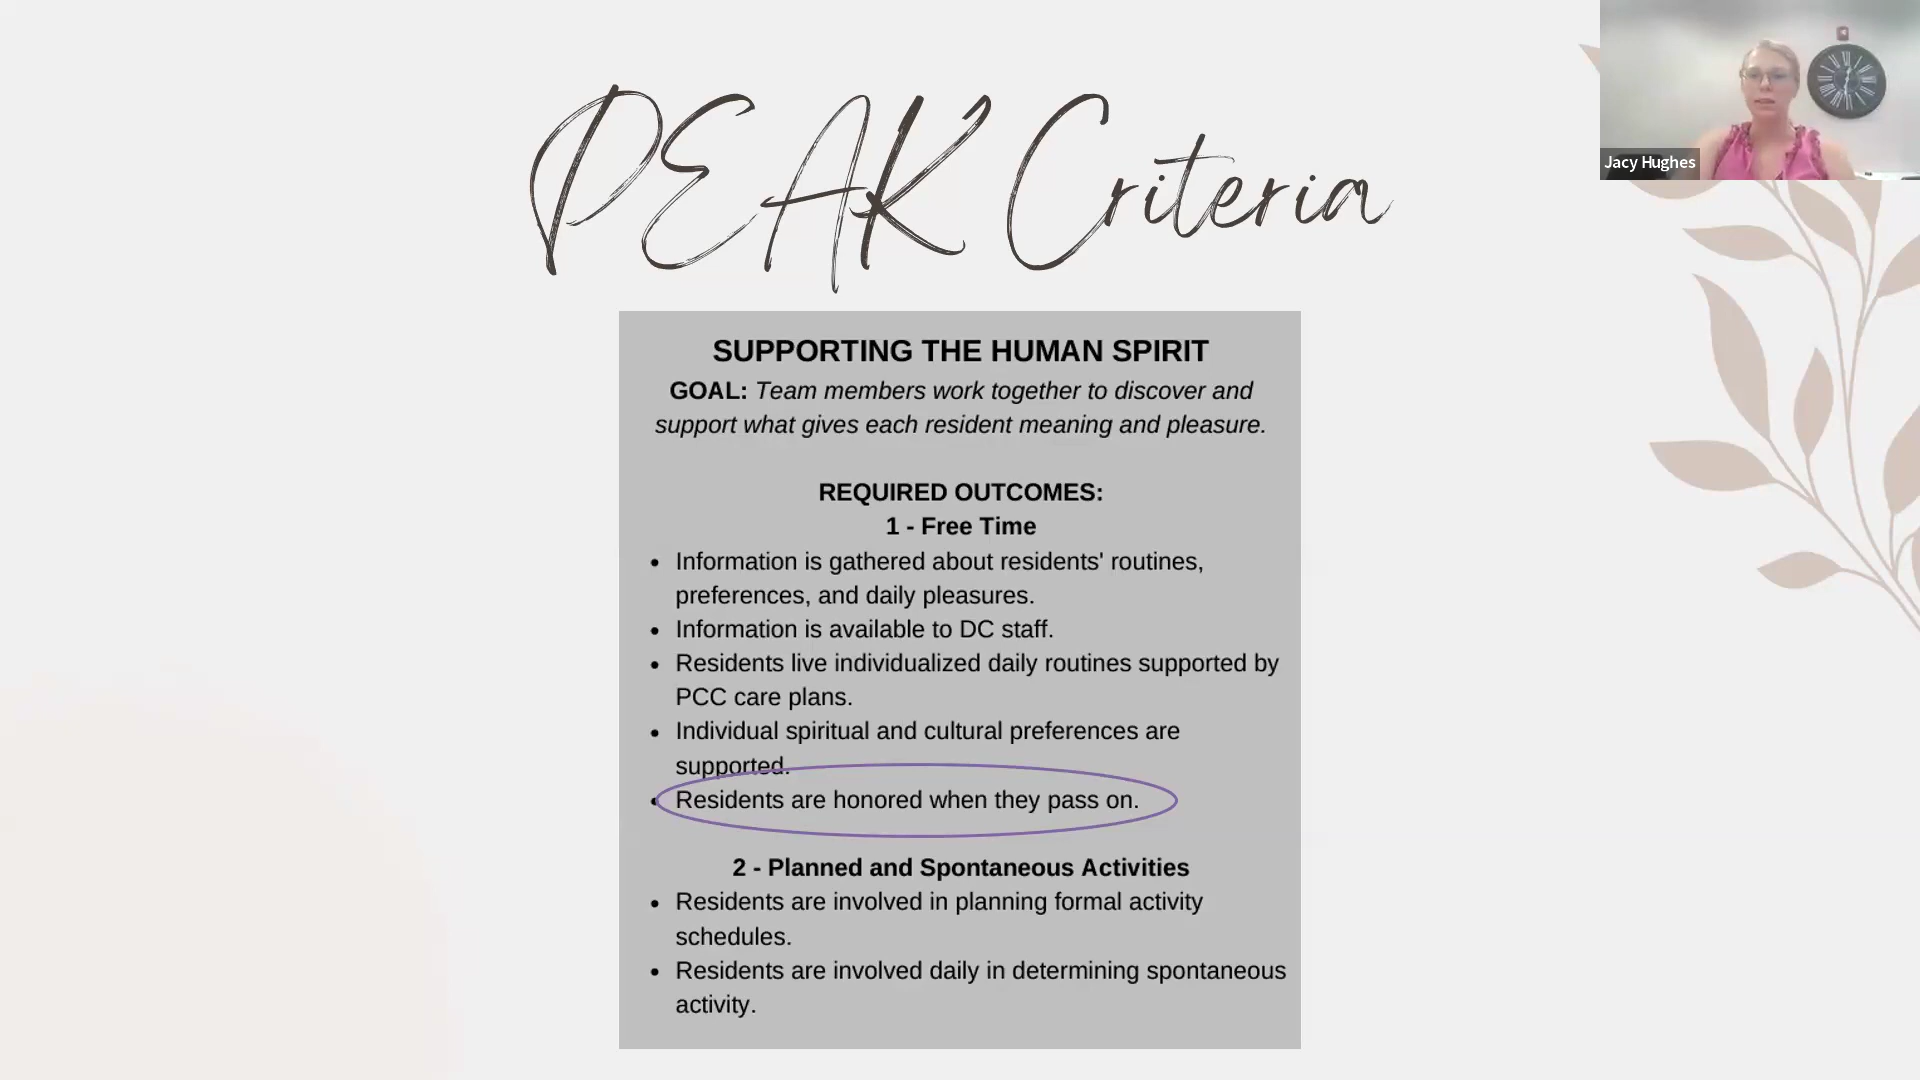 PEAK Criteria
Jacy Hughes
SUPPORTING THE HUMAN SPIRIT
GOAL: Team members work together to discover and
support what gives each resident meaning and pleasure.
REQUIRED OUTCOMES:
1 - Free Time
• Information is gathered about residents' routines,
preferences, and daily pleasures.
• Information is available to DC staff.
• Residents live individualized daily routines supported by
PCC care plans.
• Individual spiritual and cultural preferences are
supported.
• Residents are honored when they pass on.
2 - Planned and Spontaneous Activities
• Residents are involved in planning formal activity
schedules.
• Residents are involved daily in determining spontaneous
activity.